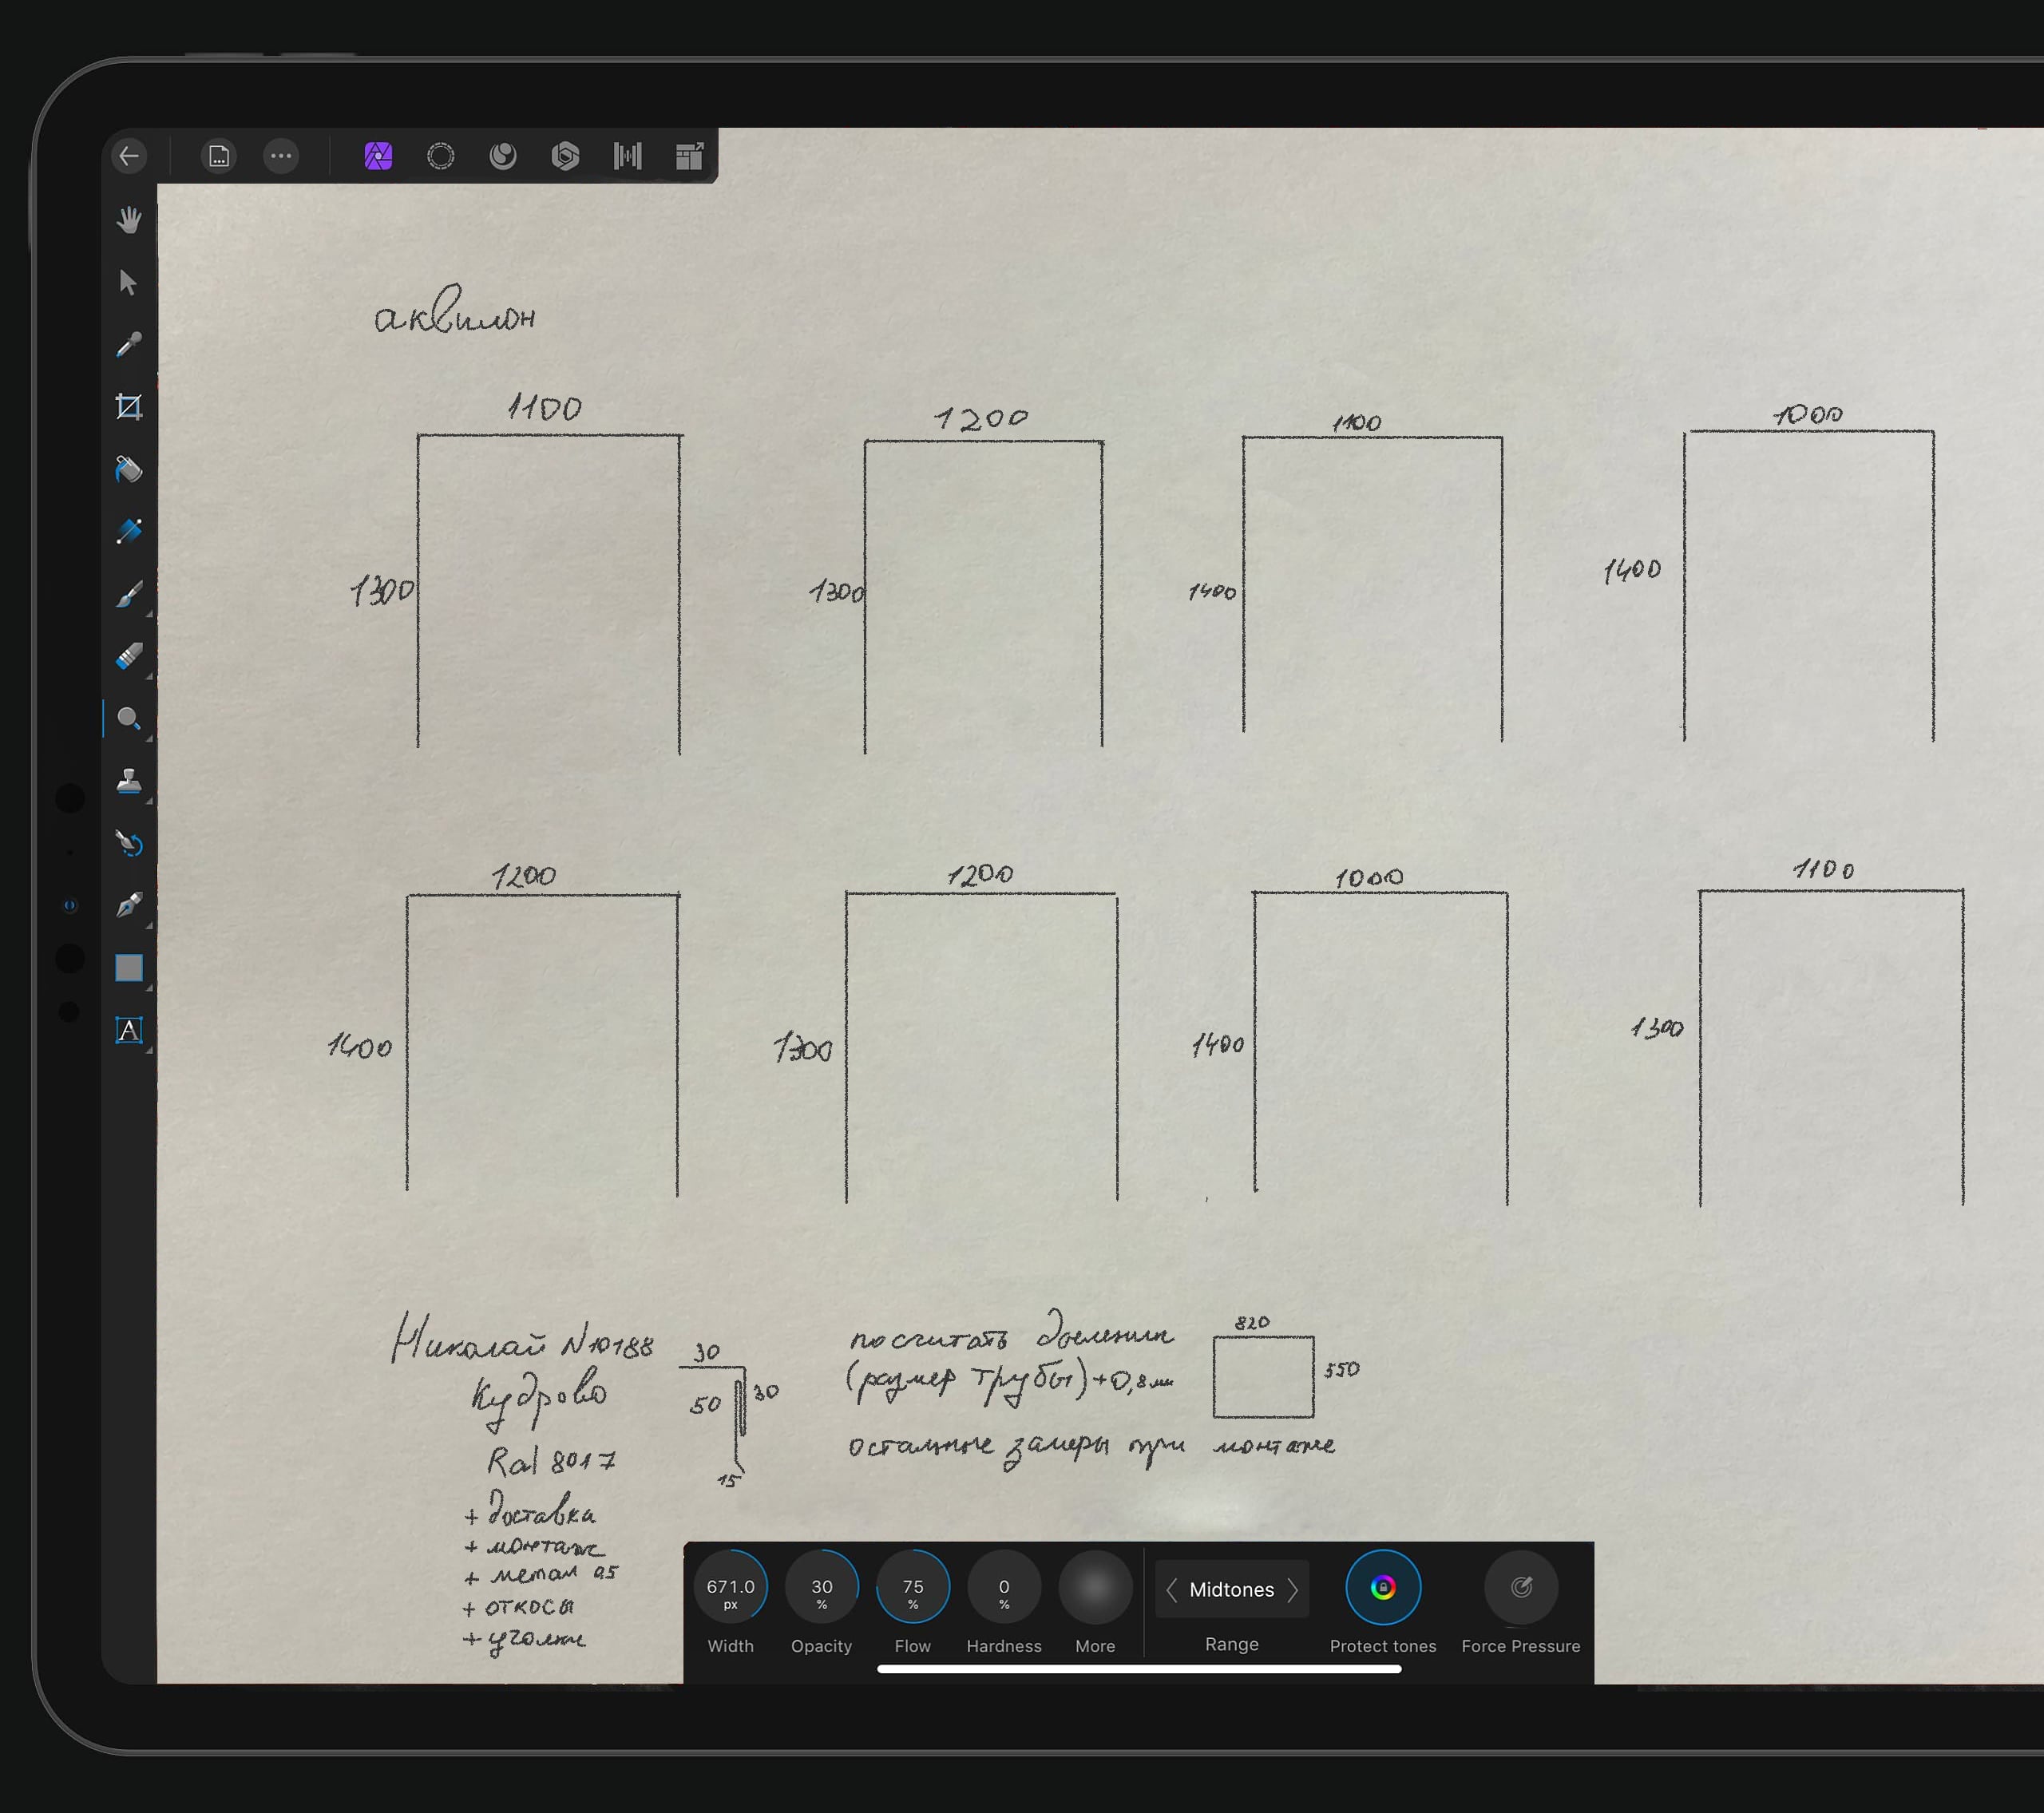 аквилон
1100
1200
1100
1000
1300
1300
1400
1400
1200
1200
1000
1100
1400
1300
1400
1300
Николай N10188
Кудрово
Ral 8017
+ доставка
+ монтаж
+ метал 0.5
+ откосы
+ уголки
30
50
30
15
посчитать
(размер трубы)+0,8мм
остальные замеры при монтаже
820
550
671.0 px
30 %
75 %
0 %
Midtones
Width
Opacity
Flow
Hardness
More
Range
Protect tones
Force Pressure
A